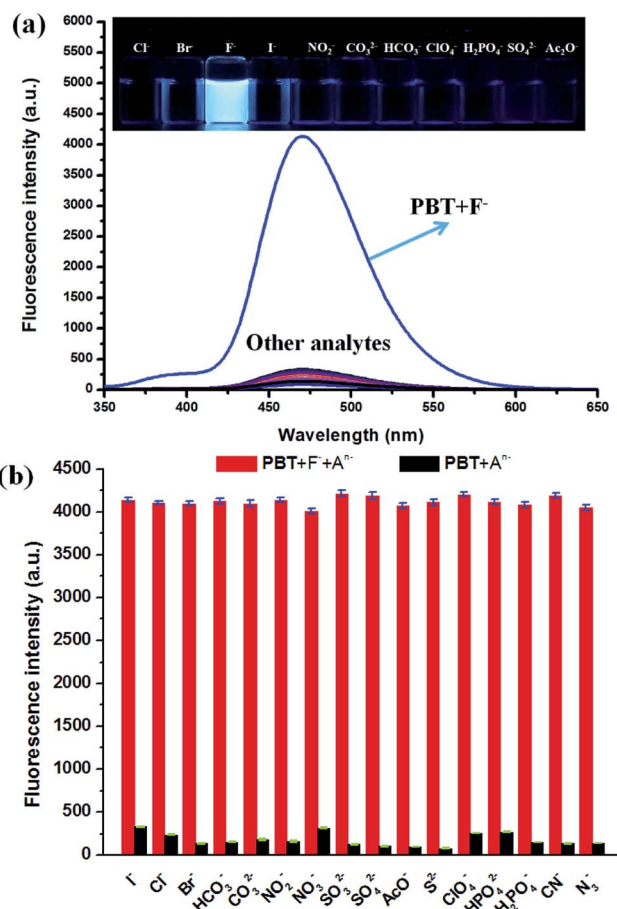 (a)
6000
5500
5000
4500
4000
3500
3000
2500
2000
1500
1000
500
0
Fluorescence intensity (a.u.)
Cl⁻ Br⁻ F⁻ I⁻ NO₂⁻ CO₃²⁻ HCO₃⁻ ClO₄⁻ H₂PO₄⁻ SO₄²⁻ Ac₂O⁻
PBT+F⁻
Other analytes
350 400 450 500 550 600 650
Wavelength (nm)
(b)
PBT+F⁻+Aⁿ⁻ PBT+Aⁿ⁻
4500
4000
3500
3000
2500
2000
1500
1000
500
0
Fluorescence intensity (a.u.)
I⁻ Cl⁻ Br⁻ HCO₃⁻ CO₃²⁻ NO₂⁻ NO₃⁻ SO₃²⁻ SO₄²⁻ AcO⁻ S²⁻ ClO₄⁻ HPO₄²⁻ H₂PO₄⁻ CN⁻ N₃⁻